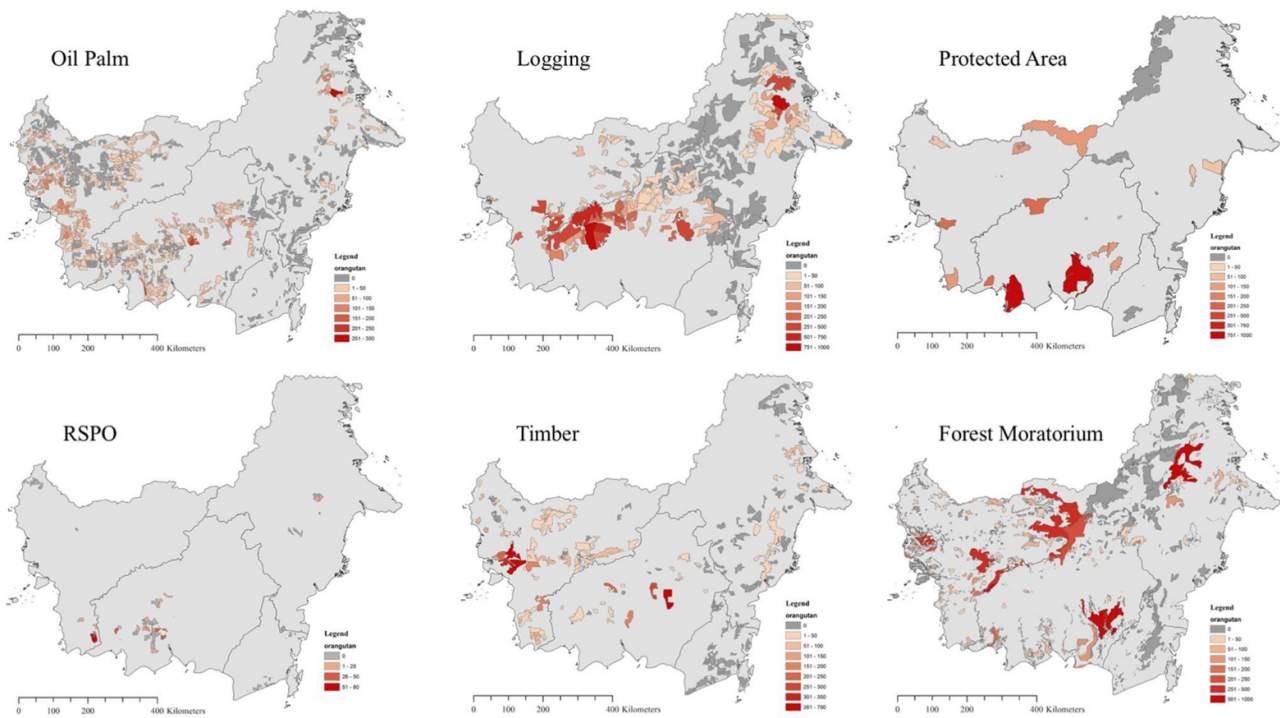 Oil Palm
Legend
orangutan
0
1 - 50
51 - 100
101 - 150
151 - 200
201 - 250
251 - 350
0 100 200 400 Kilometers
Logging
Legend
orangutan
0
1 - 50
51 - 100
101 - 150
151 - 200
201 - 250
251 - 500
501 - 750
751 - 1000
0 100 200 400 Kilometers
Protected Area
Legend
orangutan
0
1 - 50
51 - 100
101 - 150
151 - 200
201 - 250
251 - 500
501 - 750
751 - 1000
0 100 200 400 Kilometers
RSPO
Legend
orangutan
0
1 - 25
26 - 50
51 - 80
0 100 200 400 Kilometers
Timber
Legend
orangutan
0
1 - 50
51 - 100
101 - 150
151 - 200
201 - 250
251 - 300
301 - 350
351 - 700
0 100 200 400 Kilometers
Forest Moratorium
Legend
orangutan
0
1 - 50
51 - 100
101 - 150
151 - 200
201 - 250
251 - 500
501 - 1000
0 100 200 400 Kilometers